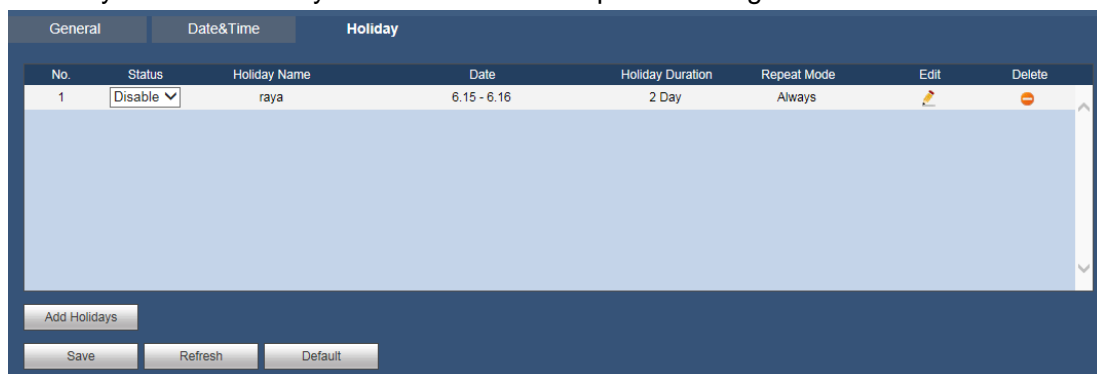 General Date&Time Holiday
No. Status Holiday Name Date Holiday Duration Repeat Mode Edit Delete
1 Disable raya 6.15 - 6.16 2 Day Always
Add Holidays
Save Refresh Default